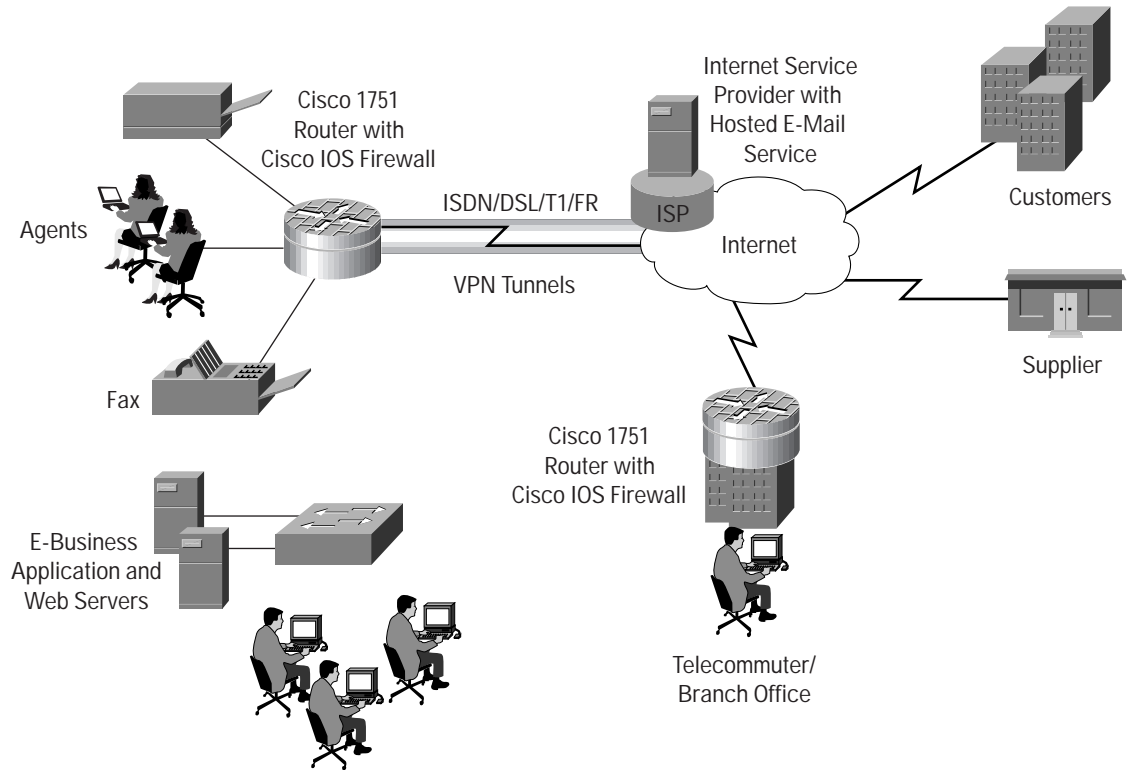 Cisco 1751
Router with
Cisco IOS Firewall
Internet Service
Provider with
Hosted E-Mail
Service
Customers
Agents
ISDN/DSL/T1/FR
ISP
Internet
VPN Tunnels
Supplier
Fax
Cisco 1751
Router with
Cisco IOS Firewall
E-Business
Application and
Web Servers
Telecommuter/
Branch Office